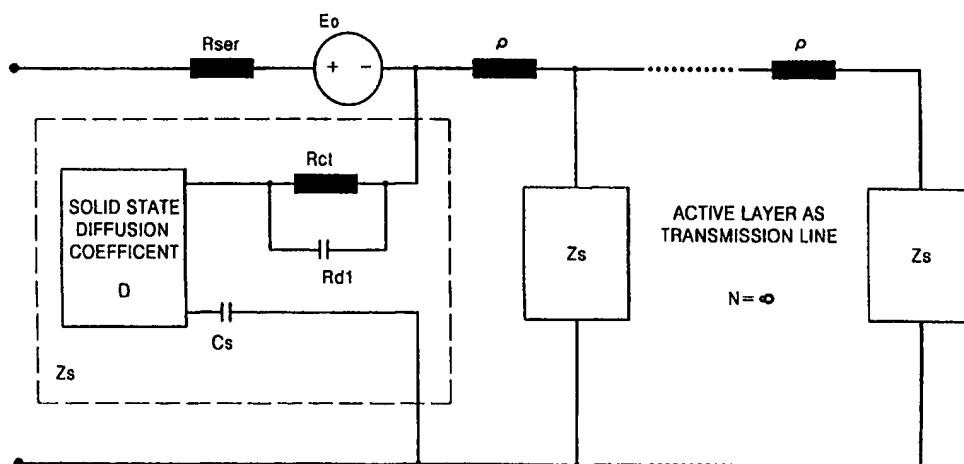 Eo
Rser
+ -
ρ
ρ
Rct
SOLID STATE
DIFFUSION
COEFFICENT
D
Rd1
Cs
Zs
Zs
ACTIVE LAYER AS
TRANSMISSION LINE
N=∞
Zs